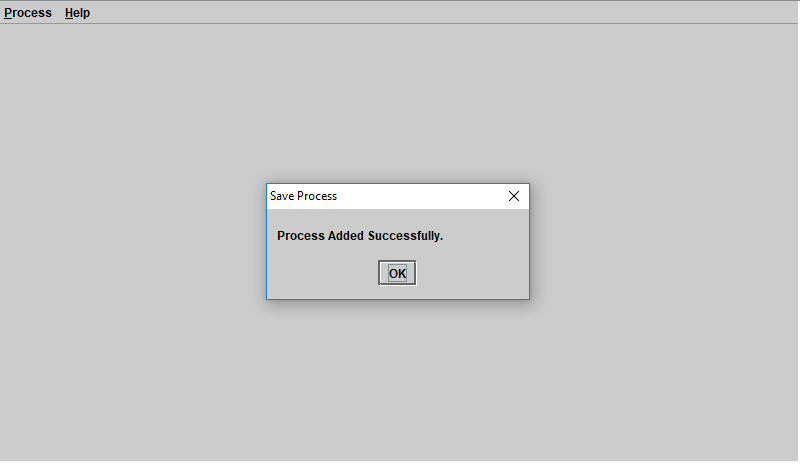 Process Help
Save Process
Process Added Successfully.
OK